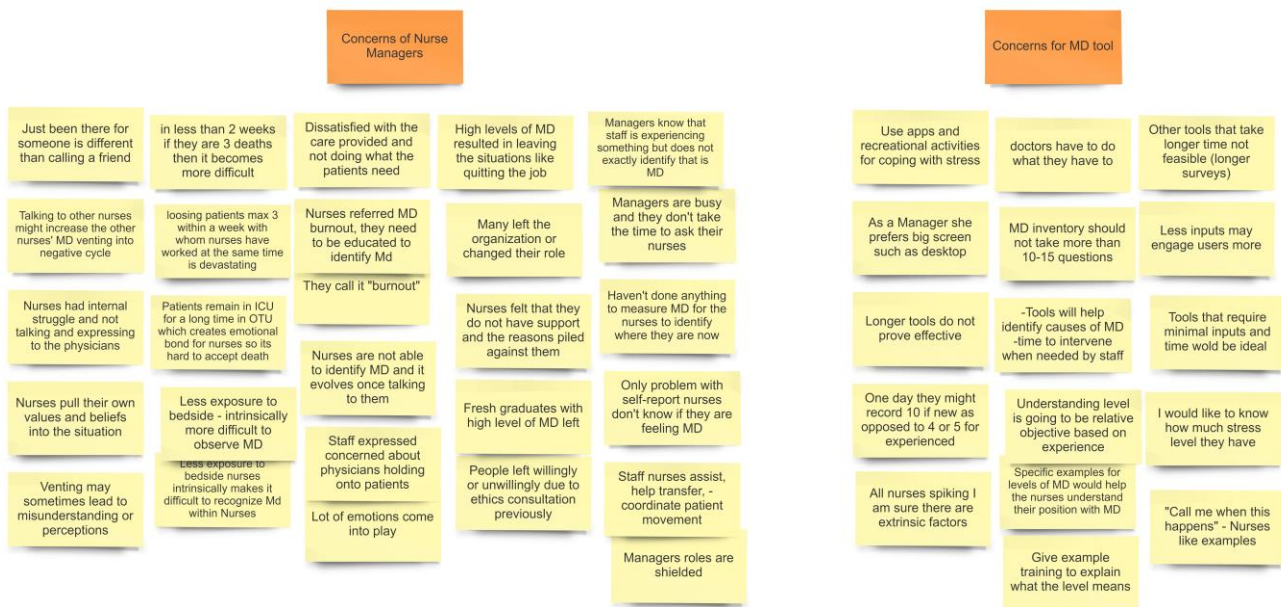 Concerns of Nurse
Managers
Just been there for
someone is different
than calling a friend
Talking to other nurses
might increase the other
nurses' MD venting into
negative cycle
Nurses had internal
struggle and not
talking and expressing
to the physicians
Nurses pull their own
values and beliefs
into the situation
Venting may
sometimes lead to
misunderstanding or
perceptions
in less than 2 weeks
if they are 3 deaths
then it becomes
more difficult
loosing patients max 3
within a week with
whom nurses have
worked at the same time
is devastating
Patients remain in ICU
for a long time in OTU
which creates emotional
bond for nurses so its
hard to accept death
Less exposure to
bedside - intrinsically
more difficult to
observe MD
Less exposure to
bedside nurses
intrinsically makes it
difficult to recognize Md
within Nurses
Dissatisfied with the
care provided and
not doing what the
patients need
Nurses referred MD
burnout, they need
to be educated to
identify Md
They call it "burnout"
Nurses are not able
to identify MD and it
evolves once talking
to them
Staff expressed
concerned about
physicians holding
onto patients
Lot of emotions come
into play
High levels of MD
resulted in leaving
the situations like
quitting the job
Many left the
organization or
changed their role
Nurses felt that they
do not have support
and the reasons piled
against them
Fresh graduates with
high level of MD left
People left willingly
or unwillingly due to
ethics consultation
previously
Managers know that
staff is experiencing
something but does not
exactly identify that is
MD
Managers are busy
and they don't take
the time to ask their
nurses
Haven't done anything
to measure MD for the
nurses to identify
where they are now
Only problem with
self-report nurses
don't know if they are
feeling MD
Staff nurses assist,
help transfer, -
coordinate patient
movement
Managers roles are
shielded
Concerns for MD tool
Use apps and
recreational activities
for coping with stress
As a Manager she
prefers big screen
such as desktop
Longer tools do not
prove effective
One day they might
record 10 if new as
opposed to 4 or 5 for
experienced
All nurses spiking I
am sure there are
extrinsic factors
doctors have to do
what they have to
MD inventory should
not take more than
10-15 questions
-Tools will help
identify causes of MD
-time to intervene
when needed by staff
Understanding level
is going to be relative
objective based on
experience
Specific examples for
levels of MD would help
the nurses understand
their position with MD
Give example
training to explain
what the level means
Other tools that take
longer time not
feasible (longer
surveys)
Less inputs may
engage users more
Tools that require
minimal inputs and
time wold be ideal
I would like to know
how much stress
level they have
"Call me when this
happens" - Nurses
like examples